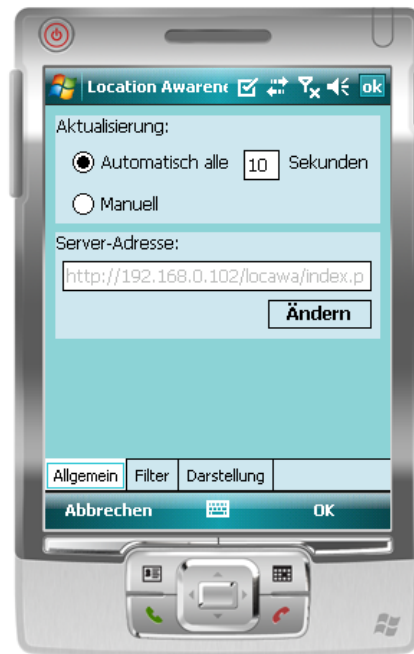 Location Awarene
ok
Aktualisierung:
Automatisch alle 10 Sekunden
Manuell
Server-Adresse:
http://192.168.0.102/locawa/index.p
Ändern
Allgemein Filter Darstellung
Abbrechen OK